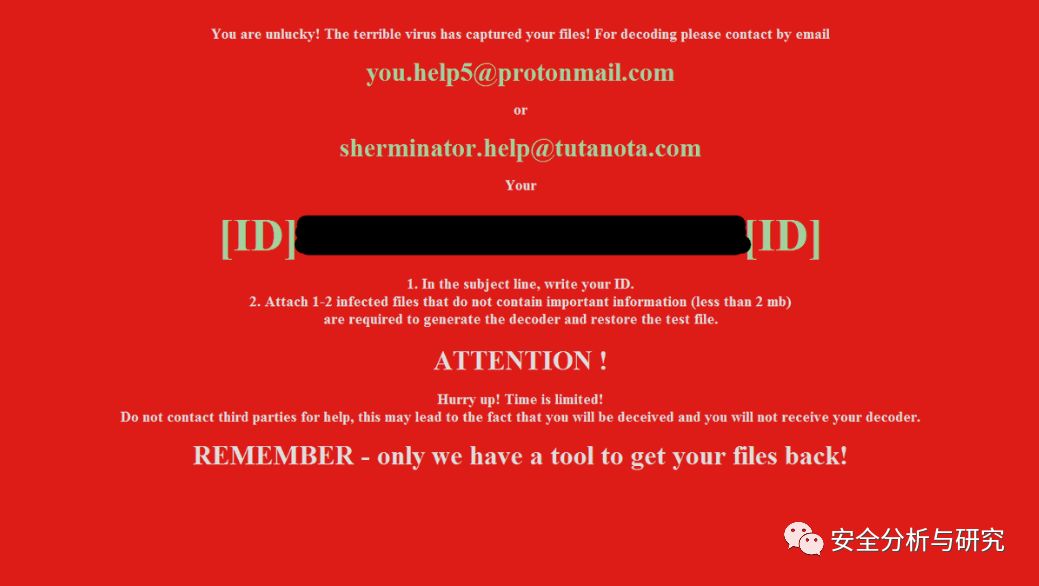 You are unlucky! The terrible virus has captured your files! For decoding please contact by email
you.help5@protonmail.com
or
sherminator.help@tutanota.com
Your
[ID] [ID]
1. In the subject line, write your ID.
2. Attach 1-2 infected files that do not contain important information (less than 2 mb)
are required to generate the decoder and restore the test file.
ATTENTION !
Hurry up! Time is limited!
Do not contact third parties for help, this may lead to the fact that you will be deceived and you will not receive your decoder.
REMEMBER - only we have a tool to get your files back!
安全分析与研究